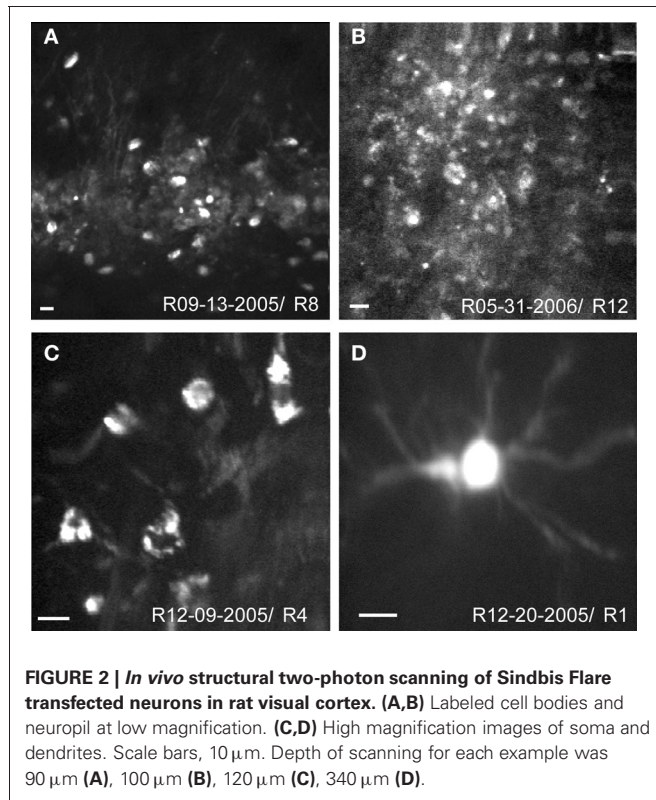 A
B
R09-13-2005/ R8
R05-31-2006/ R12
C
D
R12-09-2005/ R4
R12-20-2005/ R1
FIGURE 2 | In vivo structural two-photon scanning of Sindbis Flare
transfected neurons in rat visual cortex. (A,B) Labeled cell bodies and
neuropil at low magnification. (C,D) High magnification images of soma and
dendrites. Scale bars, 10 μm. Depth of scanning for each example was
90 μm (A), 100 μm (B), 120 μm (C), 340 μm (D).